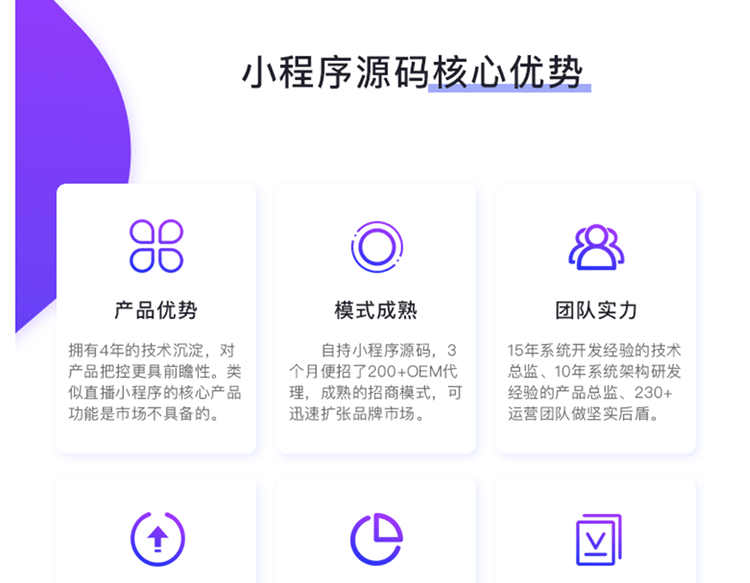 小程序源码核心优势
产品优势
拥有4年的技术沉淀，对
产品把控更具前瞻性。类
似直播小程序的核心产品
功能是市场不具备的。
模式成熟
自持小程序源码，3
个月便招了200+OEM代
理，成熟的招商模式，可
迅速扩张品牌市场。
团队实力
15年系统开发经验的技术
总监、10年系统架构研发
经验的产品总监、230+
运营团队做坚实后盾。